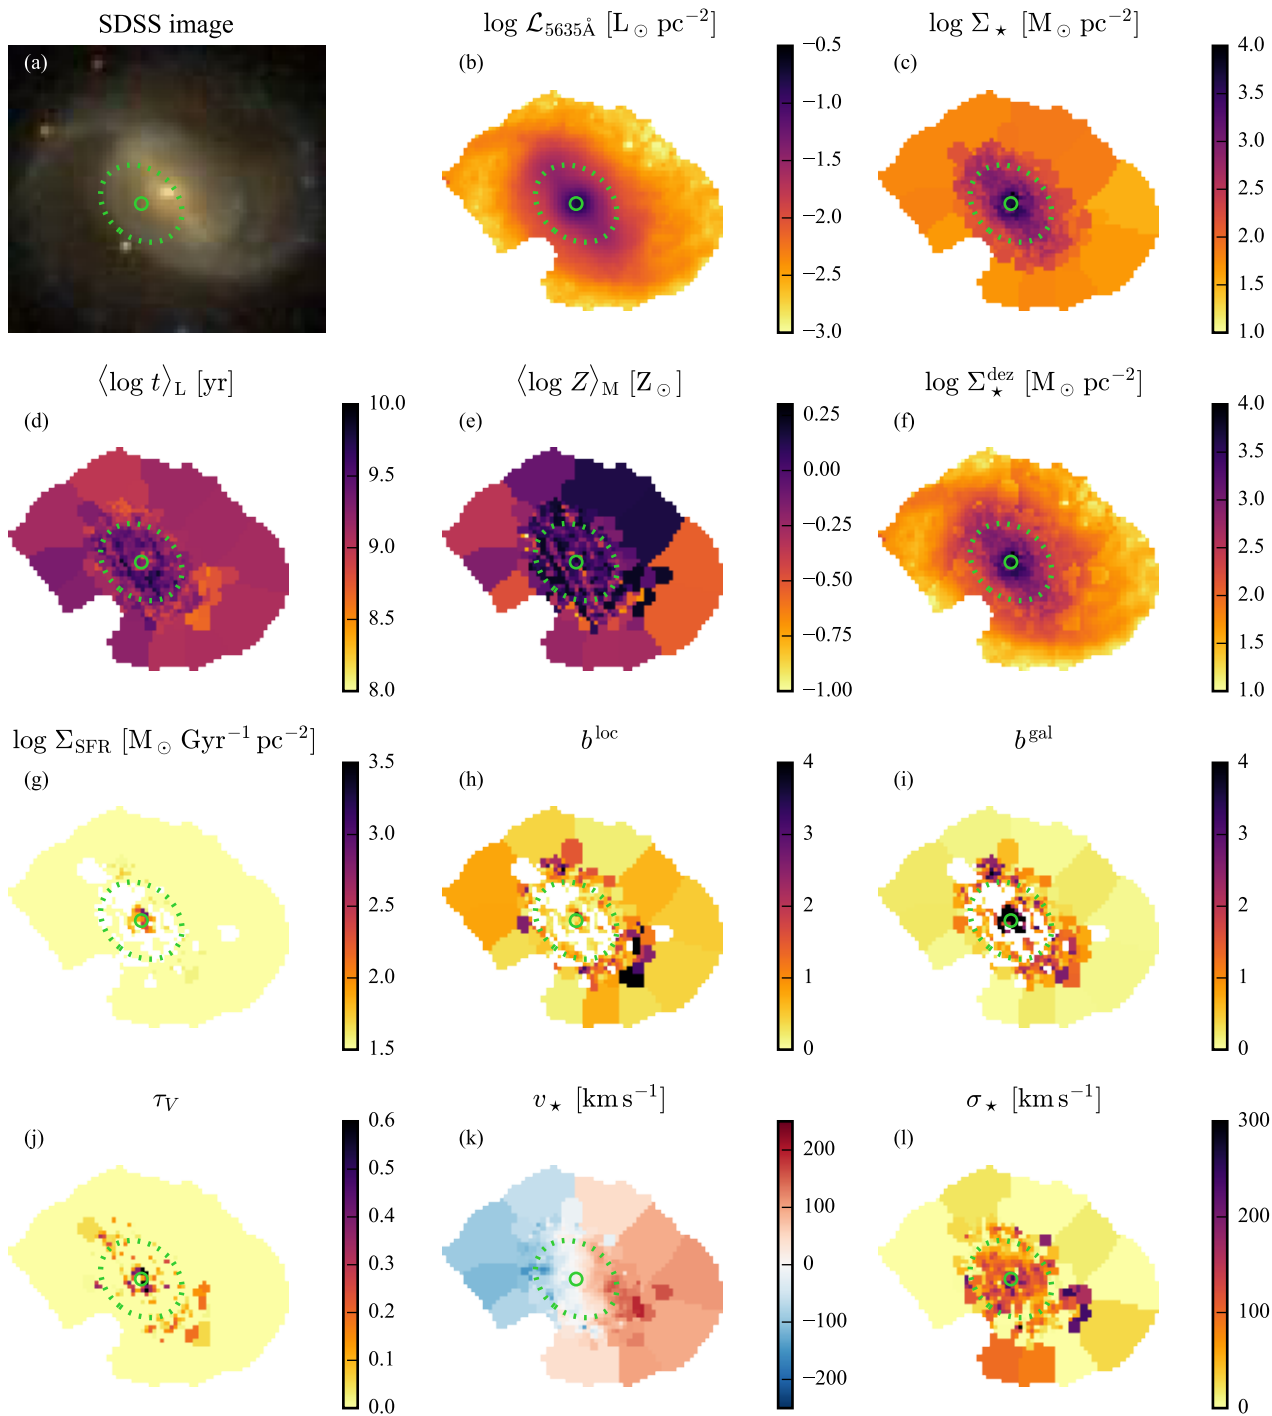 SDSS image
log ℒ₅₆₃₅Å [L⊙ pc⁻²]
log Σ⋆ [M⊙ pc⁻²]
(a)
(b)
−0.5
−1.0
−1.5
−2.0
−2.5
−3.0
(c)
4.0
3.5
3.0
2.5
2.0
1.5
1.0
⟨log t⟩L [yr]
⟨log Z⟩M [Z⊙]
log Σ⋆^dez [M⊙ pc⁻²]
(d)
10.0
9.5
9.0
8.5
8.0
(e)
0.25
0.00
−0.25
−0.50
−0.75
−1.00
(f)
4.0
3.5
3.0
2.5
2.0
1.5
1.0
log ΣSFR [M⊙ Gyr⁻¹ pc⁻²]
b^loc
b^gal
(g)
3.5
3.0
2.5
2.0
1.5
(h)
4
3
2
1
0
(i)
4
3
2
1
0
τV
v⋆ [km s⁻¹]
σ⋆ [km s⁻¹]
(j)
0.6
0.5
0.4
0.3
0.2
0.1
0.0
(k)
200
100
0
−100
−200
(l)
300
200
100
0